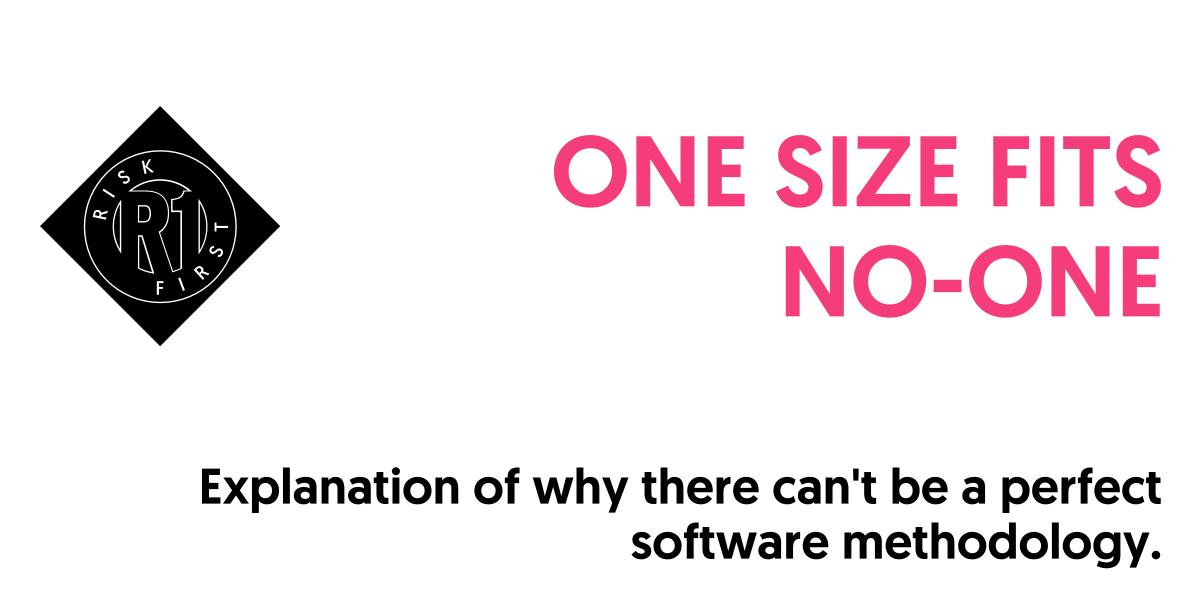 RISK
R1
FIRST
ONE SIZE FITS
NO-ONE
Explanation of why there can't be a perfect
software methodology.